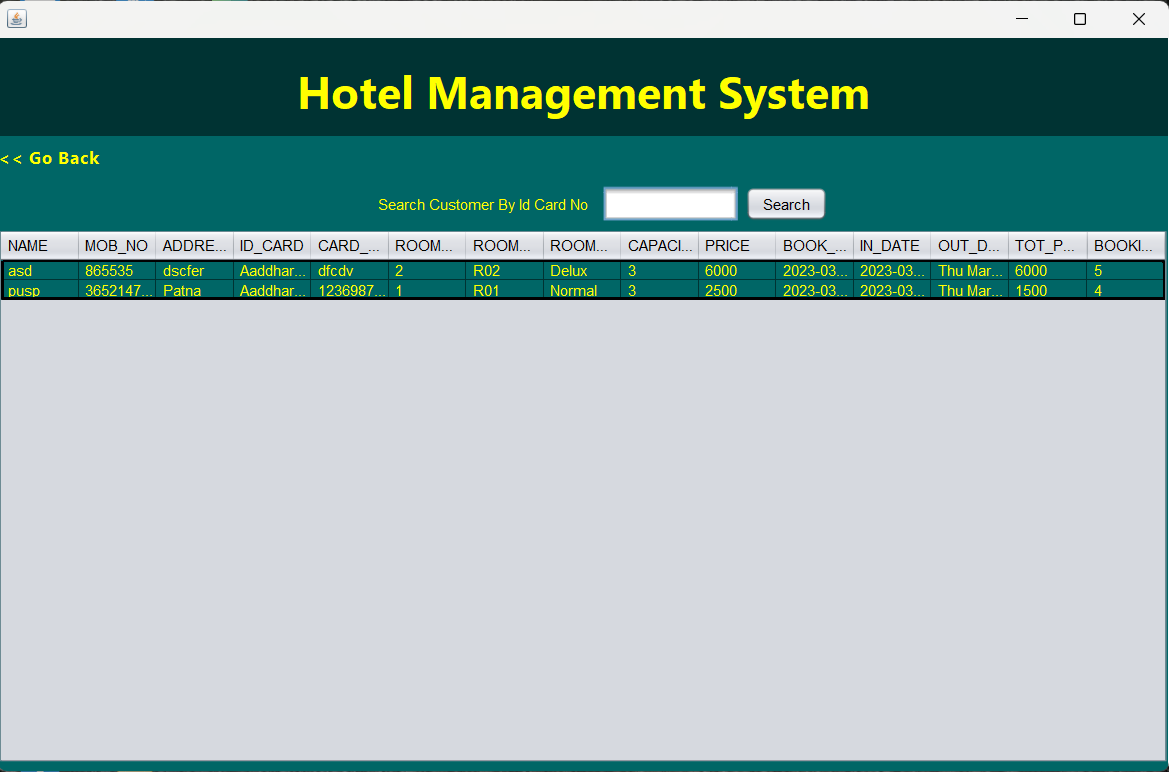 Hotel Management System
<< Go Back
Search Customer By Id Card No Search
NAME MOB_NO ADDRE... ID_CARD CARD_... ROOM... ROOM... ROOM... CAPACI... PRICE BOOK_... IN_DATE OUT_D... TOT_P... BOOKI...
asd 865535 dscfer Aaddhar... dfcdv 2 R02 Delux 3 6000 2023-03... 2023-03... Thu Mar... 6000 5
pusp 3652147... Patna Aaddhar... 1236987... 1 R01 Normal 3 2500 2023-03... 2023-03... Thu Mar... 1500 4